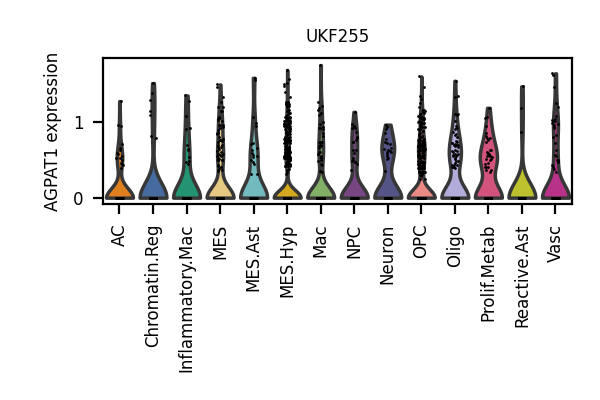 UKF255
AGPAT1 expression
1
0
AC
Chromatin.Reg
Inflammatory.Mac
MES
MES.Ast
MES.Hyp
Mac
NPC
Neuron
OPC
Oligo
Prolif.Metab
Reactive.Ast
Vasc